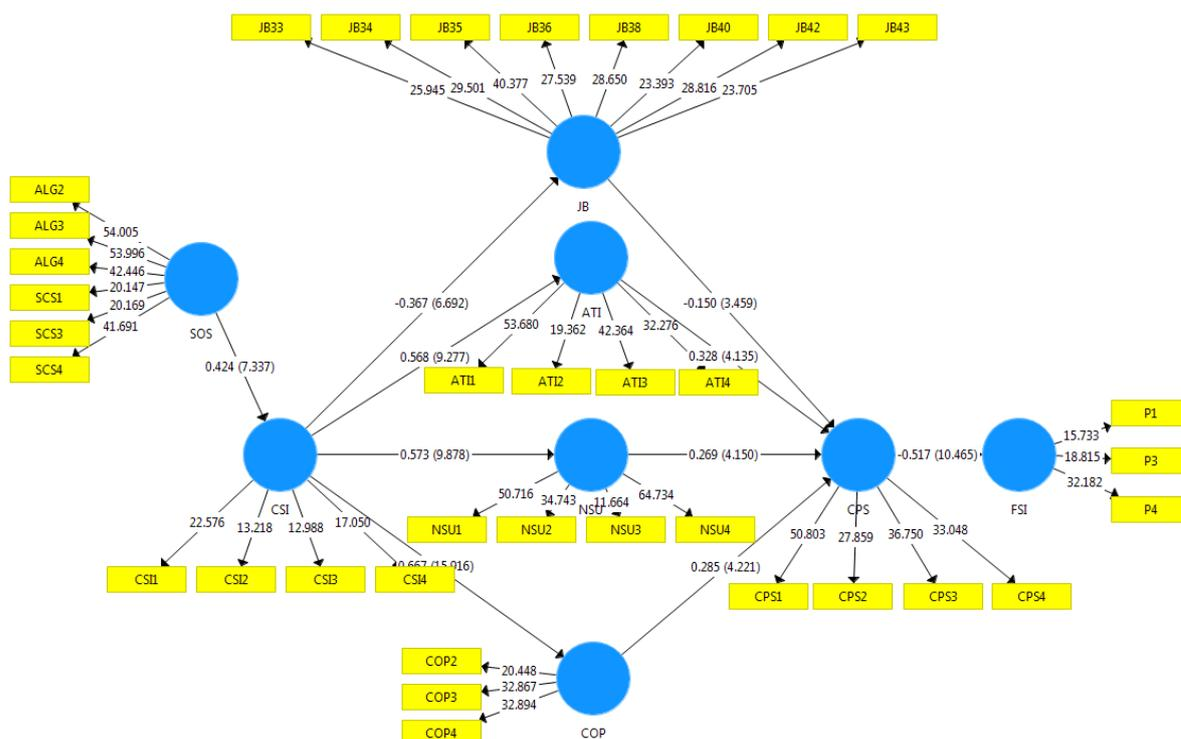 JB33 JB34 JB35 JB36 JB38 JB40 JB42 JB43
25.945 29.501 40.377 27.539 28.650 23.393 28.816 23.705
JB
ALG2
ALG3
ALG4
SCS1
SCS3
SCS4
54.005
53.996
42.446
20.147
20.169
41.691
SOS
0.424 (7.337)
-0.367 (6.692)
0.568 (9.277)
ATI
53.680 19.362 42.364 32.276
ATI1 ATI2 ATI3 ATI4
-0.150 (3.459)
0.328 (4.135)
CSI
22.576 13.218 12.988 17.050
CSI1 CSI2 CSI3 CSI4
0.573 (9.878)
0.667 (15.916)
NSU
50.716 34.743 11.664 64.734
NSU1 NSU2 NSU3 NSU4
0.269 (4.150)
0.285 (4.221)
CPS
50.803 27.859 36.750 33.048
CPS1 CPS2 CPS3 CPS4
-0.517 (10.465)
FSI
15.733
18.815
32.182
P1
P3
P4
COP2
COP3
COP4
20.448
32.867
32.894
COP